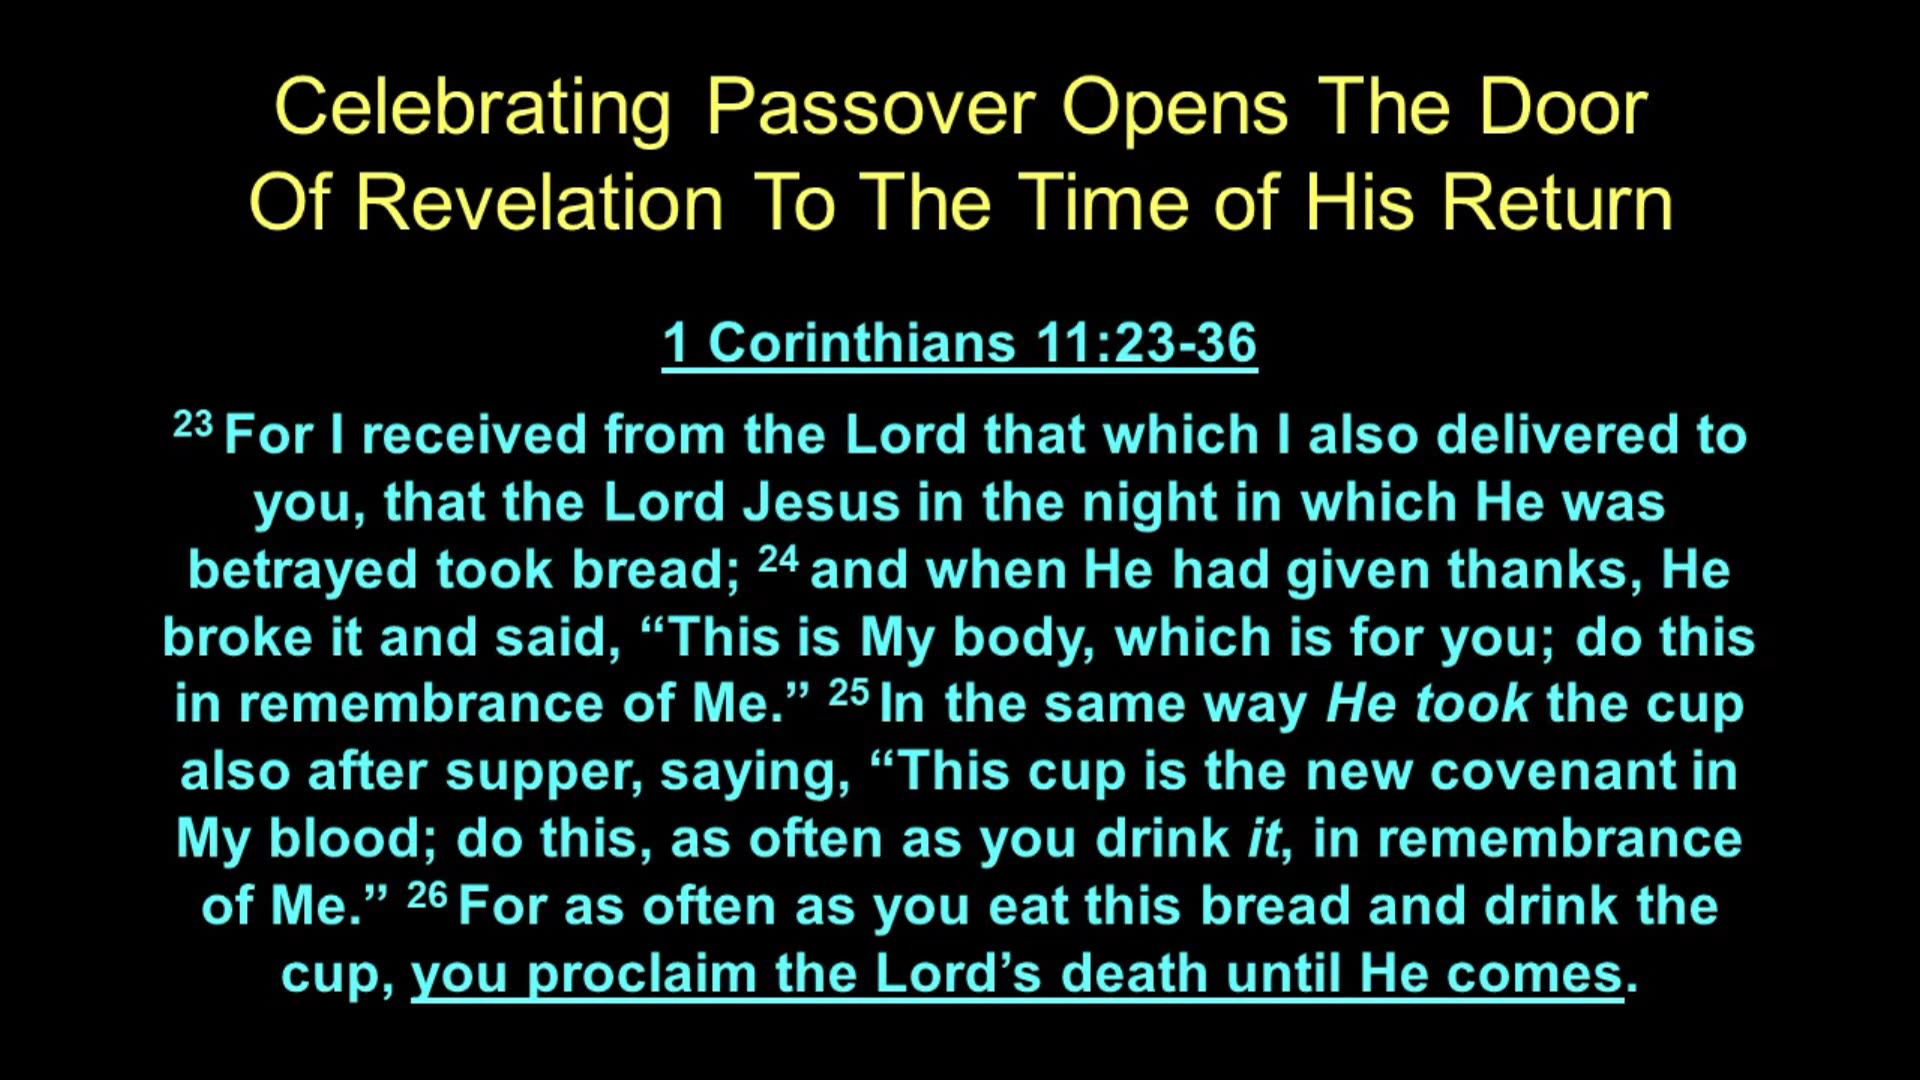 Celebrating Passover Opens The Door
Of Revelation To The Time of His Return
1 Corinthians 11:23-36
23 For I received from the Lord that which I also delivered to
you, that the Lord Jesus in the night in which He was
betrayed took bread; 24 and when He had given thanks, He
broke it and said, “This is My body, which is for you; do this
in remembrance of Me.” 25 In the same way He took the cup
also after supper, saying, “This cup is the new covenant in
My blood; do this, as often as you drink it, in remembrance
of Me.” 26 For as often as you eat this bread and drink the
cup, you proclaim the Lord’s death until He comes.